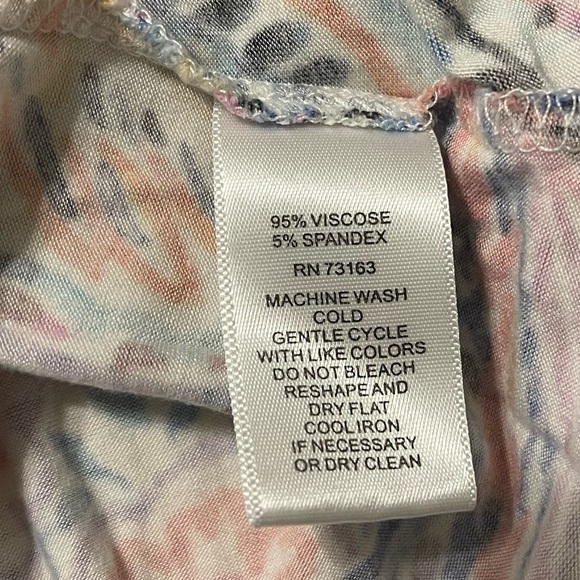 95% VISCOSE
5% SPANDEX
RN 73163
MACHINE WASH
COLD
GENTLE CYCLE
WITH LIKE COLORS
DO NOT BLEACH
RESHAPE AND
DRY FLAT
COOL IRON
IF NECESSARY
OR DRY CLEAN